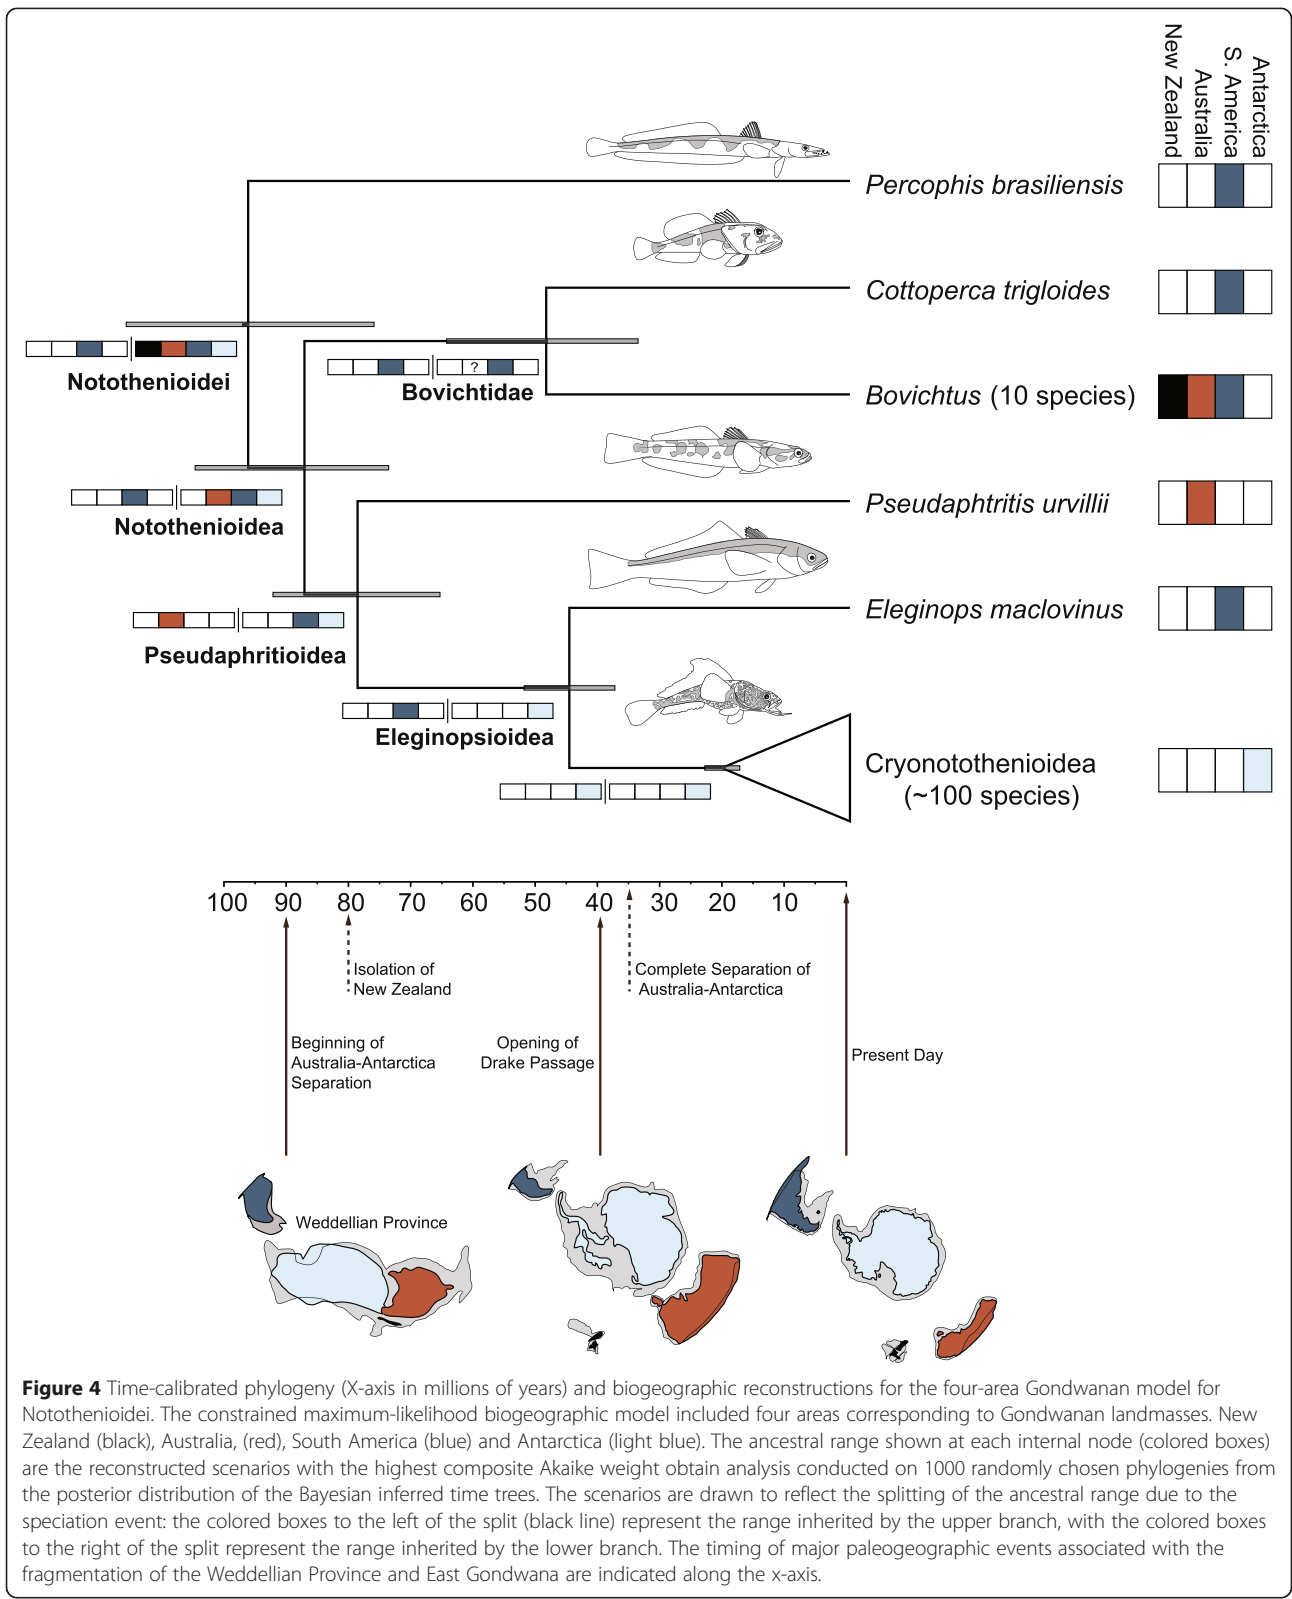 New Zealand
Australia
S. America
Antarctica
Percophis brasiliensis
Cottoperca trigloides
Notothenioidei
?
Bovichtidae
Bovichtus (10 species)
Pseudaphtritis urvillii
Notothenioidea
Eleginops maclovinus
Pseudaphritioidea
Eleginopsioidea
Cryonotothenioidea
(~100 species)
100 90 80 70 60 50 40 30 20 10
Isolation of
New Zealand
Complete Separation of
Australia-Antarctica
Beginning of
Australia-Antarctica
Separation
Opening of
Drake Passage
Present Day
Weddellian Province
Figure 4 Time-calibrated phylogeny (X-axis in millions of years) and biogeographic reconstructions for the four-area Gondwanan model for
Notothenioidei. The constrained maximum-likelihood biogeographic model included four areas corresponding to Gondwanan landmasses. New
Zealand (black), Australia, (red), South America (blue) and Antarctica (light blue). The ancestral range shown at each internal node (colored boxes)
are the reconstructed scenarios with the highest composite Akaike weight obtain analysis conducted on 1000 randomly chosen phylogenies from
the posterior distribution of the Bayesian inferred time trees. The scenarios are drawn to reflect the splitting of the ancestral range due to the
speciation event: the colored boxes to the left of the split (black line) represent the range inherited by the upper branch, with the colored boxes
to the right of the split represent the range inherited by the lower branch. The timing of major paleogeographic events associated with the
fragmentation of the Weddellian Province and East Gondwana are indicated along the x-axis.